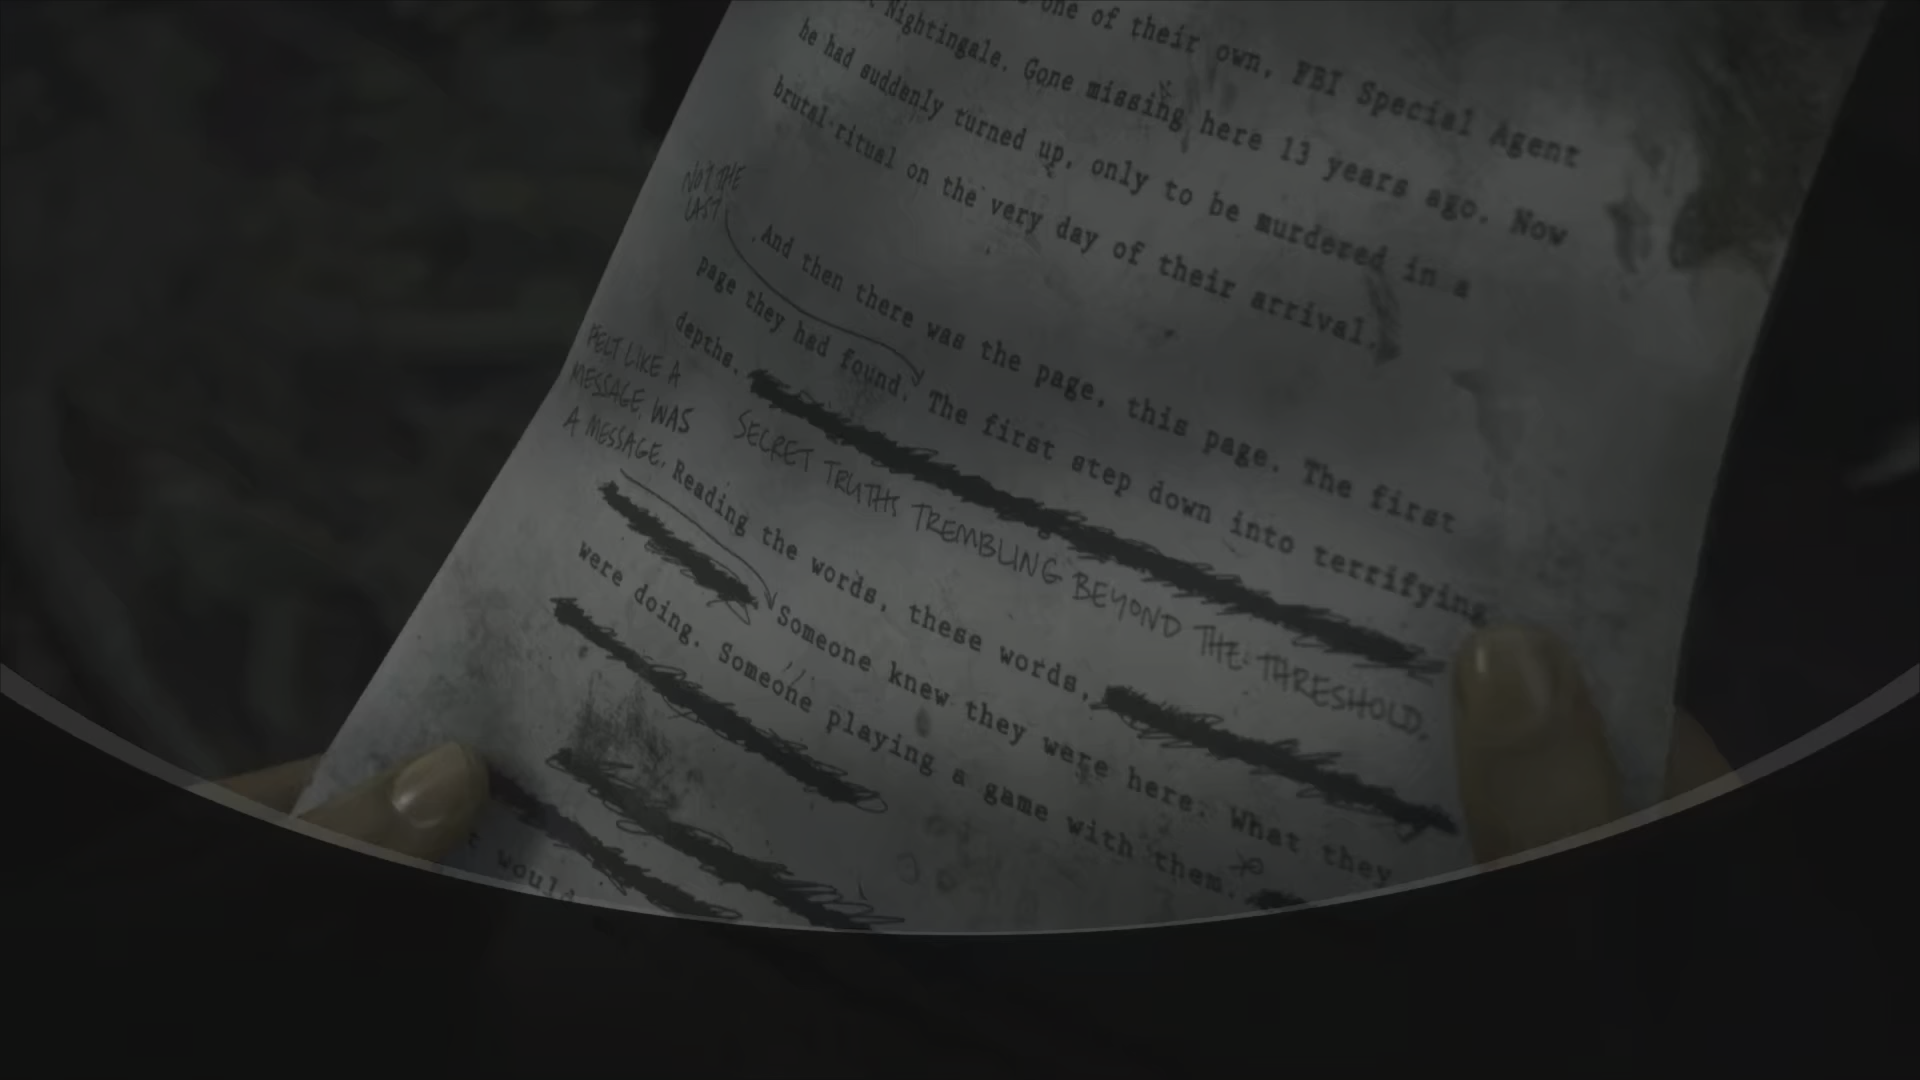 one of their own, FBI Special Agent
Nightingale. Gone missing here 13 years ago. Now
he had suddenly turned up, only to be murdered in a
brutal ritual on the very day of their arrival.
NOT THE
LAST
And then there was the page, this page. The first
page they had found. The first step down into terrifying
depths.
SECRET TRUTHS TREMBLING BEYOND THE THRESHOLD.
FELT LIKE A
MESSAGE. WAS
A MESSAGE.
Reading the words, these words,
Someone knew they were here. What they
were doing. Someone playing a game with them.
would